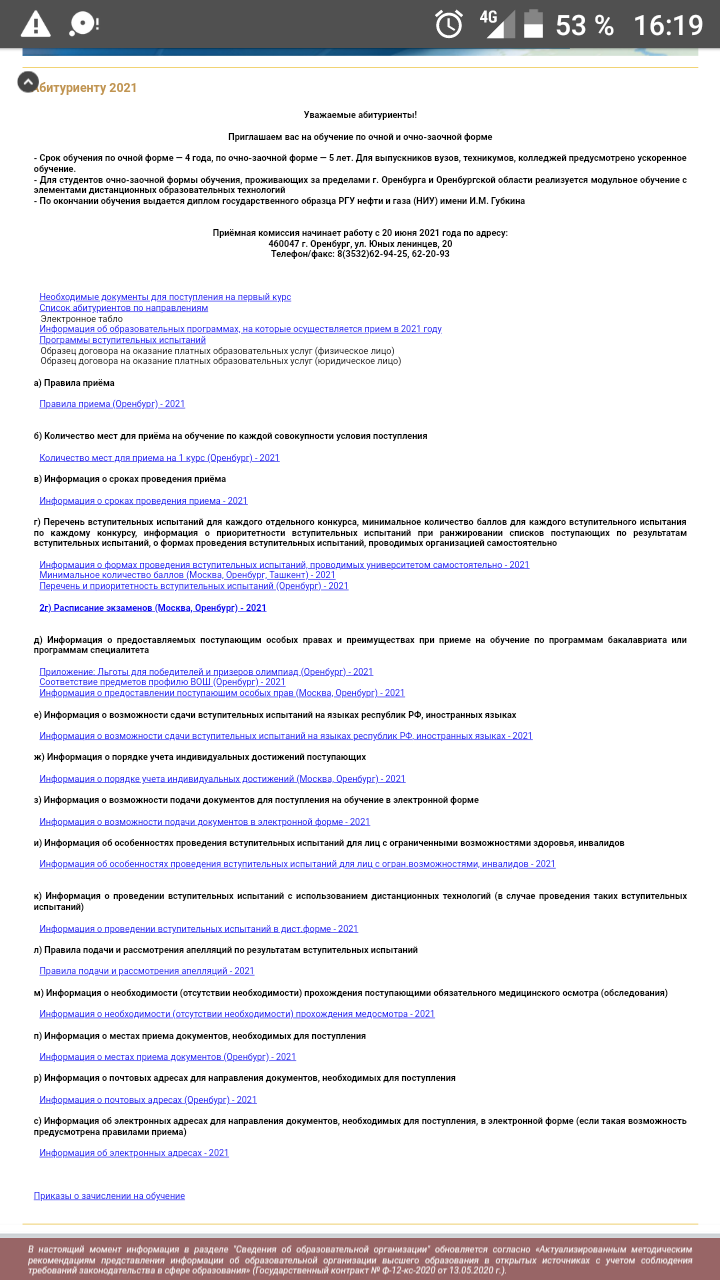 4G 53 % 16:19
битуриенту 2021
Уважаемые абитуриенты!
Приглашаем вас на обучение по очной и очно-заочной форме
- Срок обучения по очной форме — 4 года, по очно-заочной форме — 5 лет. Для выпускников вузов, техникумов, колледжей предусмотрено ускоренное
обучение.
- Для студентов очно-заочной формы обучения, проживающих за пределами г. Оренбурга и Оренбургской области реализуется модульное обучение с
элементами дистанционных образовательных технологий
- По окончании обучения выдается диплом государственного образца РГУ нефти и газа (НИУ) имени И.М. Губкина
Приёмная комиссия начинает работу с 20 июня 2021 года по адресу:
460047 г. Оренбург, ул. Юных ленинцев, 20
Телефон/факс: 8(3532)62-94-25, 62-20-93
Необходимые документы для поступления на первый курс
Список абитуриентов по направлениям
Электронное табло
Информация об образовательных программах, на которые осуществляется прием в 2021 году
Программы вступительных испытаний
Образец договора на оказание платных образовательных услуг (физическое лицо)
Образец договора на оказание платных образовательных услуг (юридическое лицо)
а) Правила приёма
Правила приема (Оренбург) - 2021
б) Количество мест для приёма на обучение по каждой совокупности условия поступления
Количество мест для приема на 1 курс (Оренбург) - 2021
в) Информация о сроках проведения приёма
Информация о сроках проведения приема - 2021
г) Перечень вступительных испытаний для каждого отдельного конкурса, минимальное количество баллов для каждого вступительного испытания
по каждому конкурсу, информация о приоритетности вступительных испытаний при ранжировании списков поступающих по результатам
вступительных испытаний, о формах проведения вступительных испытаний, проводимых организацией самостоятельно
Информация о формах проведения вступительных испытаний, проводимых университетом самостоятельно - 2021
Минимальное количество баллов (Москва, Оренбург, Ташкент) - 2021
Перечень и приоритетность вступительных испытаний (Оренбург) - 2021
2г) Расписание экзаменов (Москва, Оренбург) - 2021
д) Информация о предоставляемых поступающим особых правах и преимуществах при приеме на обучение по программам бакалавриата или
программам специалитета
Приложение: Льготы для победителей и призеров олимпиад (Оренбург) - 2021
Соответствие предметов профилю ВОШ (Оренбург) - 2021
Информация о предоставлении поступающим особых прав (Москва, Оренбург) - 2021
е) Информация о возможности сдачи вступительных испытаний на языках республик РФ, иностранных языках
Информация о возможности сдачи вступительных испытаний на языках республик РФ, иностранных языках - 2021
ж) Информация о порядке учета индивидуальных достижений поступающих
Информация о порядке учета индивидуальных достижений (Москва, Оренбург) - 2021
з) Информация о возможности подачи документов для поступления на обучение в электронной форме
Информация о возможности подачи документов в электронной форме - 2021
и) Информация об особенностях проведения вступительных испытаний для лиц с ограниченными возможностями здоровья, инвалидов
Информация об особенностях проведения вступительных испытаний для лиц с огран.возможностями, инвалидов - 2021
к) Информация о проведении вступительных испытаний с использованием дистанционных технологий (в случае проведения таких вступительных
испытаний)
Информация о проведении вступительных испытаний в дист.форме - 2021
л) Правила подачи и рассмотрения апелляций по результатам вступительных испытаний
Правила подачи и рассмотрения апелляций - 2021
м) Информация о необходимости (отсутствии необходимости) прохождения поступающими обязательного медицинского осмотра (обследования)
Информация о необходимости (отсутствии необходимости) прохождения медосмотра - 2021
п) Информация о местах приема документов, необходимых для поступления
Информация о местах приема документов (Оренбург) - 2021
р) Информация о почтовых адресах для направления документов, необходимых для поступления
Информация о почтовых адресах (Оренбург) - 2021
с) Информация об электронных адресах для направления документов, необходимых для поступления, в электронной форме (если такая возможность
предусмотрена правилами приема)
Информация об электронных адресах - 2021
Приказы о зачислении на обучение
В настоящий момент информация в разделе "Сведения об образовательной организации" обновляется согласно «Актуализированным методическим
рекомендациям представления информации об образовательной организации высшего образования в открытых источниках с учетом соблюдения
требований законодательства в сфере образования» (Государственный контракт № Ф-12-кс-2020 от 13.05.2020 г.).